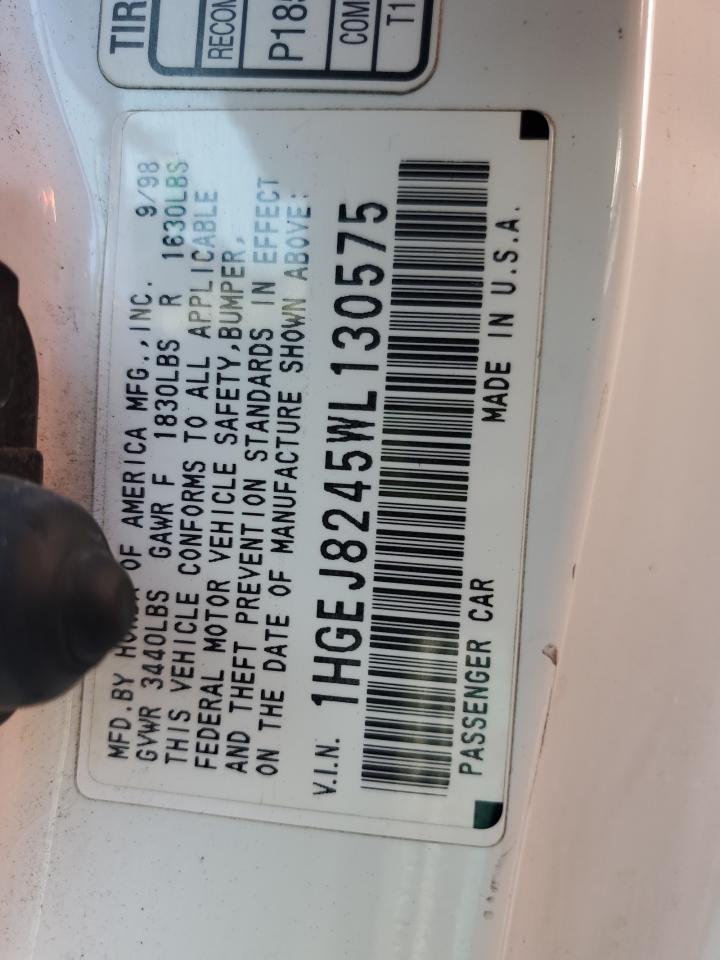 TIR
RECON
P185
COM
T1
MFD.BY HONDA OF AMERICA MFG.,INC. 9/98
GVWR 3440LBS GAWR F 1830LBS R 1630LBS
THIS VEHICLE CONFORMS TO ALL APPLICABLE
FEDERAL MOTOR VEHICLE SAFETY,BUMPER,
AND THEFT PREVENTION STANDARDS IN EFFECT
ON THE DATE OF MANUFACTURE SHOWN ABOVE:
V.I.N. 1HGEJ8245WL130575
PASSENGER CAR MADE IN U.S.A.